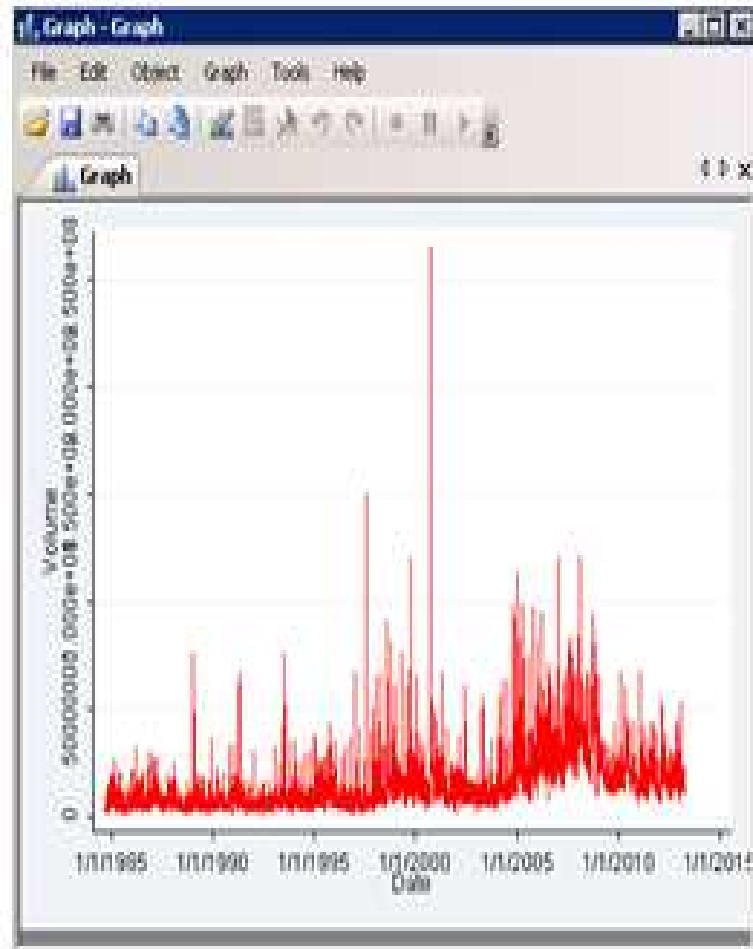 Graph - Graph
File Edit Object Graph Tools Help
Graph
Volume
0
1/1/1985 1/1/1990 1/1/1995 1/1/2000 1/1/2005 1/1/2010 1/1/2015
Date